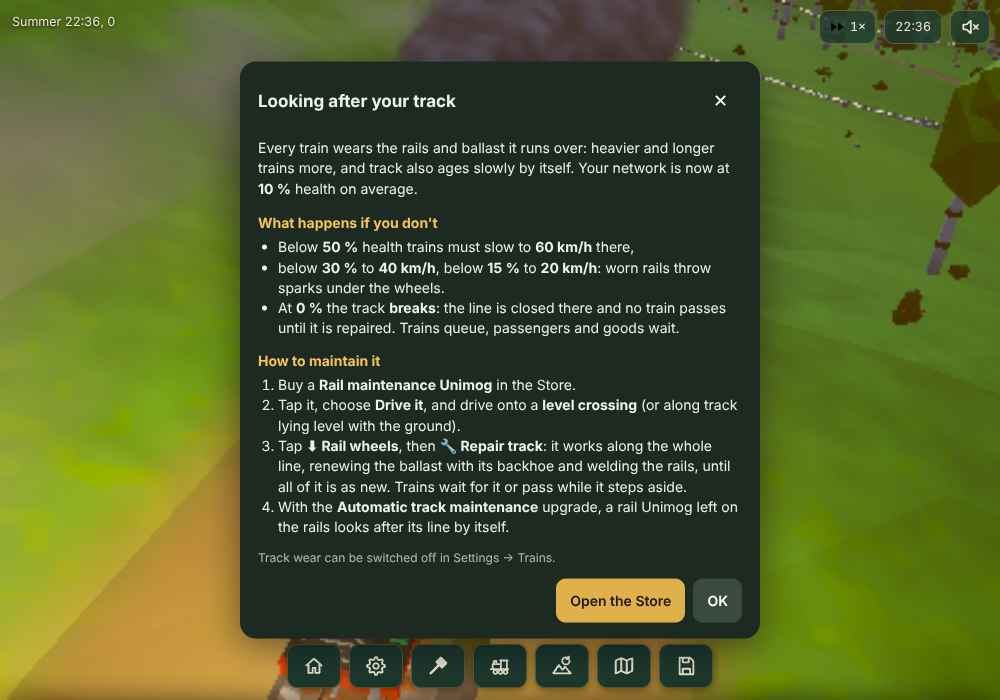 Summer 22:36, 0
1×
22:36
Looking after your track
Every train wears the rails and ballast it runs over: heavier and longer
trains more, and track also ages slowly by itself. Your network is now at
10 % health on average.
What happens if you don't
• Below 50 % health trains must slow to 60 km/h there,
• below 30 % to 40 km/h, below 15 % to 20 km/h: worn rails throw
sparks under the wheels.
• At 0 % the track breaks: the line is closed there and no train passes
until it is repaired. Trains queue, passengers and goods wait.
How to maintain it
1. Buy a Rail maintenance Unimog in the Store.
2. Tap it, choose Drive it, and drive onto a level crossing (or along track
lying level with the ground).
3. Tap ⬇ Rail wheels, then 🔧 Repair track: it works along the whole
line, renewing the ballast with its backhoe and welding the rails, until
all of it is as new. Trains wait for it or pass while it steps aside.
4. With the Automatic track maintenance upgrade, a rail Unimog left on
the rails looks after its line by itself.
Track wear can be switched off in Settings → Trains.
Open the Store
OK